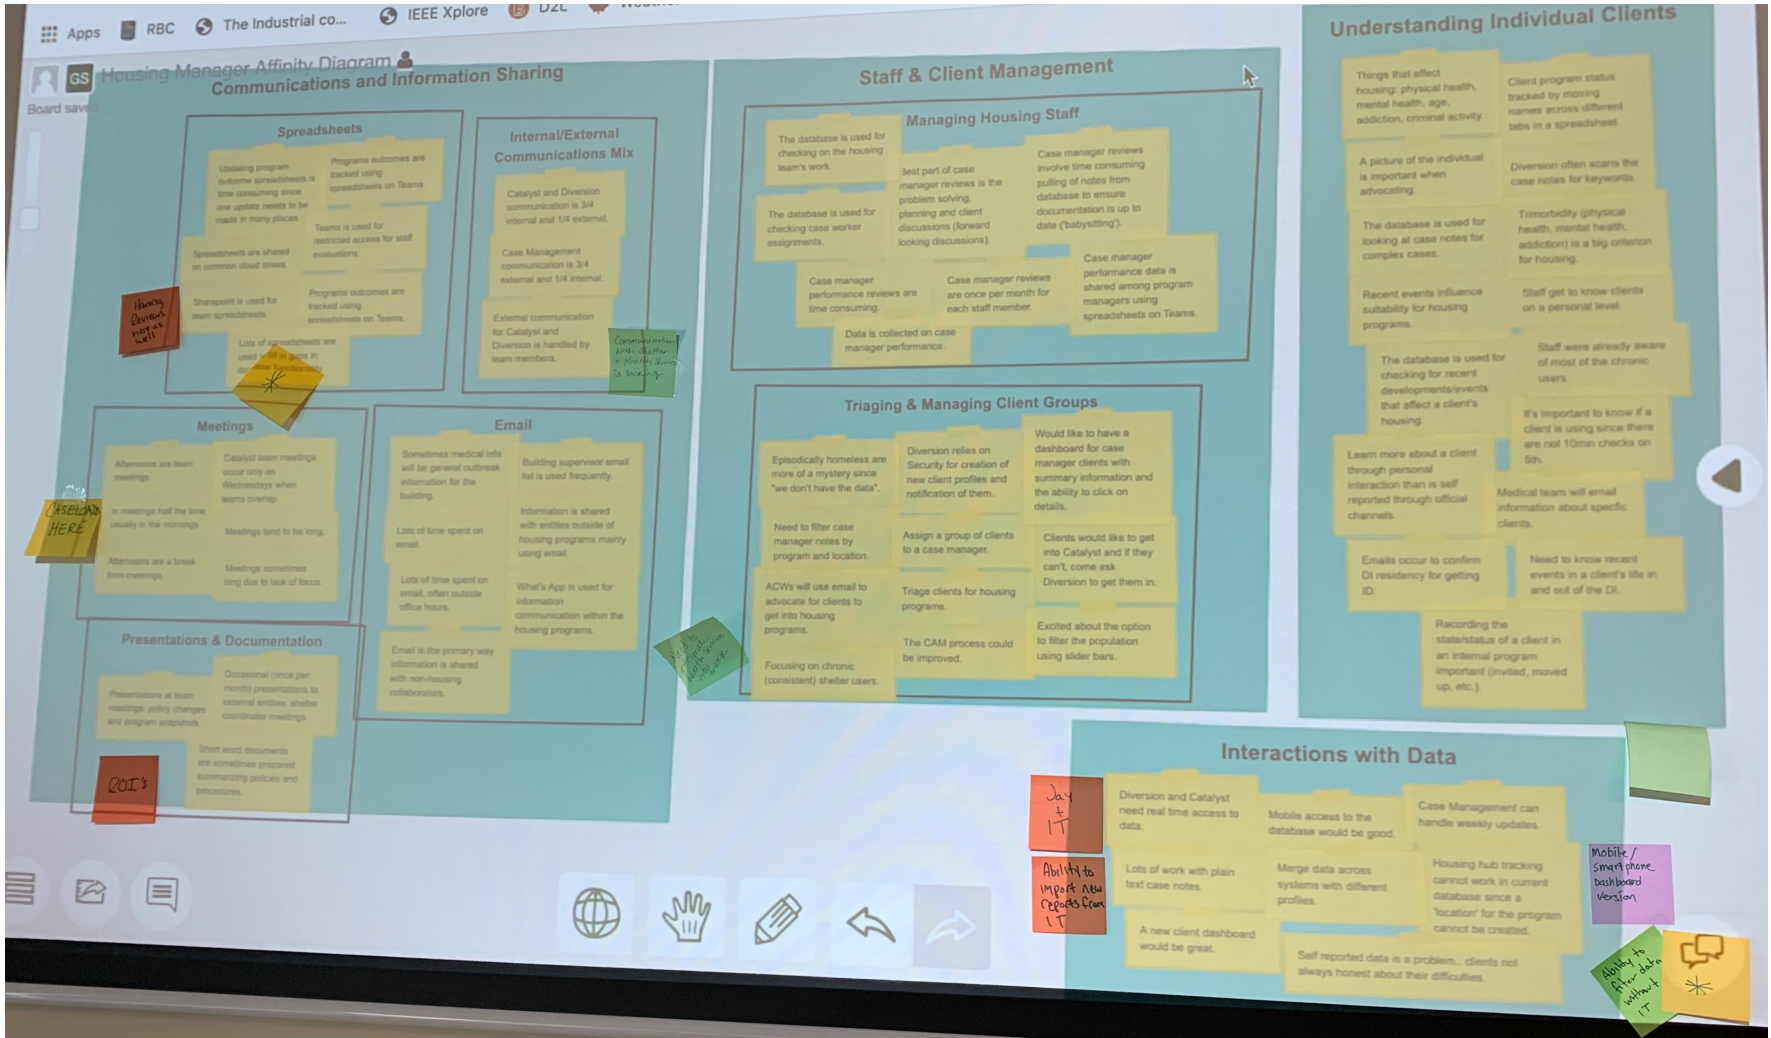 Apps
RBC
The Industrial co...
IEEE Xplore
D2L
GS
Housing Manager Affinity Diagram
Board saved
Communications and Information Sharing
Spreadsheets
Updating program
outcome spreadsheets is
time consuming since
one update needs to be
made in many places.
Programs outcomes are
tracked using
spreadsheets on Teams.
Teams is used for
restricted access for staff
evaluations.
Spreadsheets are shared
on common cloud drives.
Sharepoint is used for
team spreadsheets.
Programs outcomes are
tracked using
spreadsheets on Teams.
Lots of spreadsheets are
used to fill in gaps in
functionality
Housing
Reviews
here as
well
Internal/External
Communications Mix
Catalyst and Diversion
communication is 3/4
internal and 1/4 external.
Case Management
communication is 3/4
external and 1/4 internal.
External communication
for Catalyst and
Diversion is handled by
team members.
Communication
with shelter
+ Health
is lacking
Meetings
Afternoons are team
meetings.
Catalyst team meetings
occur only on
Wednesdays when
teams overlap.
In meetings half the time,
usually in the mornings.
Meetings tend to be long.
Afternoons are a break
from meetings.
Meetings sometimes
long due to lack of focus.
CASELOAD
HERE
Email
Sometimes medical info
will be general outbreak
information for the
building.
Building supervisor email
list is used frequently.
Lots of time spent on
email.
Information is shared
with entities outside of
housing programs mainly
using email.
Lots of time spent on
email, often outside
office hours.
What's App is used for
information
communication within the
housing programs.
Email is the primary way
information is shared
with non-housing
collaborators.
Presentations & Documentation
Presentations at team
meetings: policy changes
and program snapshots.
Occasional (once per
month) presentations to
external entities: shelter
coordinator meetings.
Short word documents
are sometimes prepared
summarizing policies and
procedures.
ROI's
Staff & Client Management
Managing Housing Staff
The database is used for
checking on the housing
team's work.
Best part of case
manager reviews is the
problem solving,
planning and client
discussions (forward
looking discussions).
Case manager reviews
involve time consuming
pulling of notes from
database to ensure
documentation is up to
date ('babysitting').
The database is used for
checking case worker
assignments.
Case manager
performance reviews are
time consuming.
Case manager reviews
are once per month for
each staff member.
Case manager
performance data is
shared among program
managers using
spreadsheets on Teams.
Data is collected on case
manager performance.
Triaging & Managing Client Groups
Episodically homeless are
more of a mystery since
"we don't have the data".
Diversion relies on
Security for creation of
new client profiles and
notification of them.
Would like to have a
dashboard for case
manager clients with
summary information and
the ability to click on
details.
Need to filter case
manager notes by
program and location.
Assign a group of clients
to a case manager.
Clients would like to get
into Catalyst and if they
can't, come ask
Diversion to get them in.
ACWs will use email to
advocate for clients to
get into housing
programs.
Triage clients for housing
programs.
The CAM process could
be improved.
Excited about the option
to filter the population
using slider bars.
Focusing on chronic
(consistent) shelter users.
Understanding Individual Clients
Things that affect
housing: physical health,
mental health, age,
addiction, criminal activity.
Client program status
tracked by moving
names across different
tabs in a spreadsheet.
A picture of the individual
is important when
advocating.
Diversion often scans the
case notes for keywords.
The database is used for
looking at case notes for
complex cases.
Trimorbidity (physical
health, mental health,
addiction) is a big criterion
for housing.
Recent events influence
suitability for housing
programs.
Staff get to know clients
on a personal level.
The database is used for
checking for recent
developments/events
that affect a client's
housing.
Staff were already aware
of most of the chronic
users.
It's important to know if a
client is using since there
are not 10min checks on
5th.
Learn more about a client
through personal
interaction than is self
reported through official
channels.
Medical team will email
information about specific
clients.
Emails occur to confirm
DI residency for getting
ID.
Need to know recent
events in a client's life in
and out of the DI.
Recording the
state/status of a client in
an internal program
important (invited, moved
up, etc.).
Interactions with Data
Diversion and Catalyst
need real time access to
data.
Mobile access to the
database would be good.
Case Management can
handle weekly updates.
Lots of work with plain
text case notes.
Merge data across
systems with different
profiles.
Housing hub tracking
cannot work in current
database since a
'location' for the program
cannot be created.
A new client dashboard
would be great.
Self reported data is a problem.. clients not
always honest about their difficulties.
Jay
+
IT
Ability to
import new
reports from
IT
Mobile/
smartphone
Dashboard
version
Ability to
filter data
without
IT